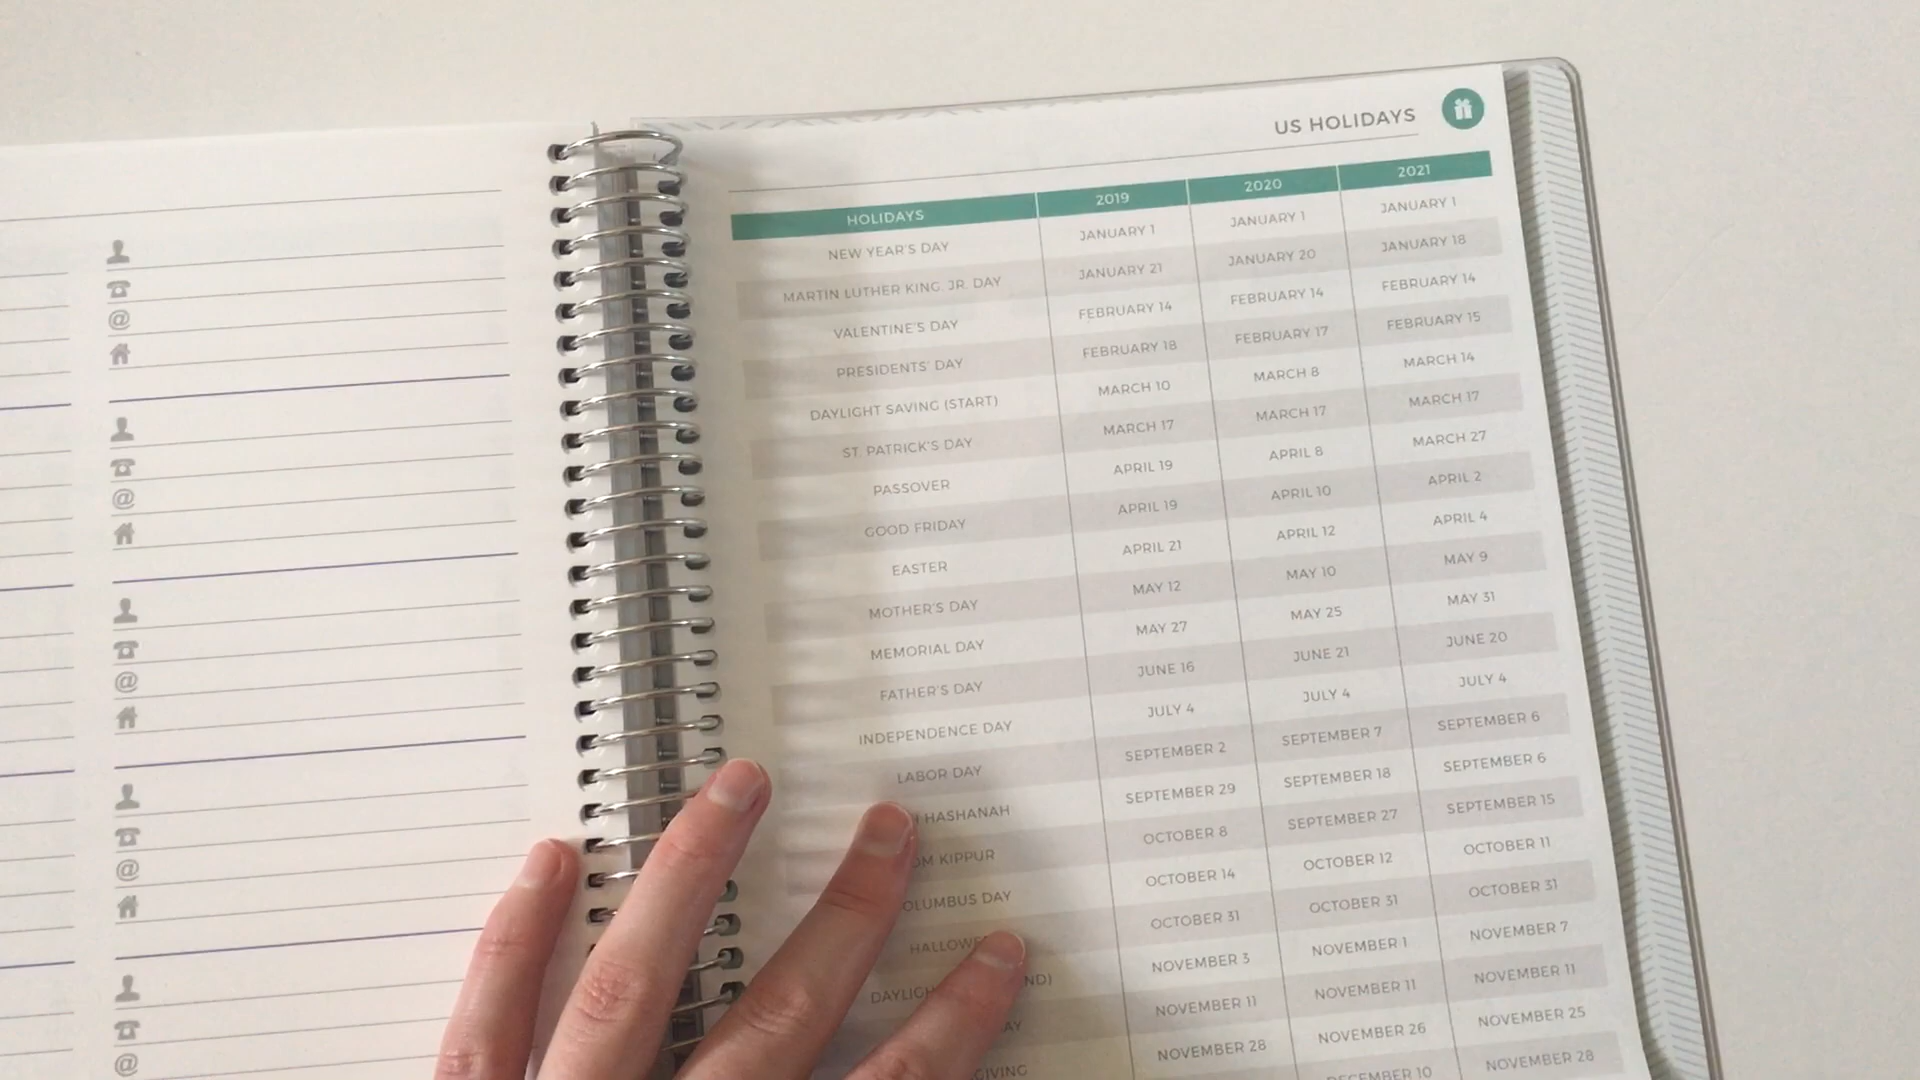 US HOLIDAYS
HOLIDAYS 2019 2020 2021
NEW YEAR'S DAY JANUARY 1 JANUARY 1 JANUARY 1
MARTIN LUTHER KING. JR. DAY JANUARY 21 JANUARY 20 JANUARY 18
VALENTINE'S DAY FEBRUARY 14 FEBRUARY 14 FEBRUARY 14
PRESIDENTS' DAY FEBRUARY 18 FEBRUARY 17 FEBRUARY 15
DAYLIGHT SAVING (START) MARCH 10 MARCH 8 MARCH 14
ST. PATRICK'S DAY MARCH 17 MARCH 17 MARCH 17
PASSOVER APRIL 19 APRIL 8 MARCH 27
GOOD FRIDAY APRIL 19 APRIL 10 APRIL 2
EASTER APRIL 21 APRIL 12 APRIL 4
MOTHER'S DAY MAY 12 MAY 10 MAY 9
MEMORIAL DAY MAY 27 MAY 25 MAY 31
FATHER'S DAY JUNE 16 JUNE 21 JUNE 20
INDEPENDENCE DAY JULY 4 JULY 4 JULY 4
LABOR DAY SEPTEMBER 2 SEPTEMBER 7 SEPTEMBER 6
HASHANAH SEPTEMBER 29 SEPTEMBER 18 SEPTEMBER 6
KIPPUR OCTOBER 8 SEPTEMBER 27 SEPTEMBER 15
DAY OCTOBER 14 OCTOBER 12 OCTOBER 11
OCTOBER 31 OCTOBER 31 OCTOBER 31
NOVEMBER 3 NOVEMBER 1 NOVEMBER 7
NOVEMBER 11 NOVEMBER 11 NOVEMBER 11
NOVEMBER 28 NOVEMBER 26 NOVEMBER 25
DECEMBER 10 NOVEMBER 28